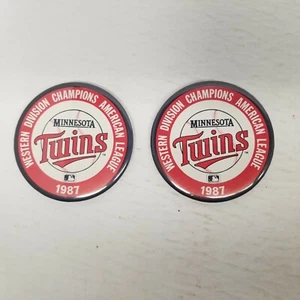 WESTERN DIVISION CHAMPIONS AMERICAN LEAGUE
MINNESOTA
Twins
1987
WESTERN DIVISION CHAMPIONS AMERICAN LEAGUE
MINNESOTA
Twins
1987